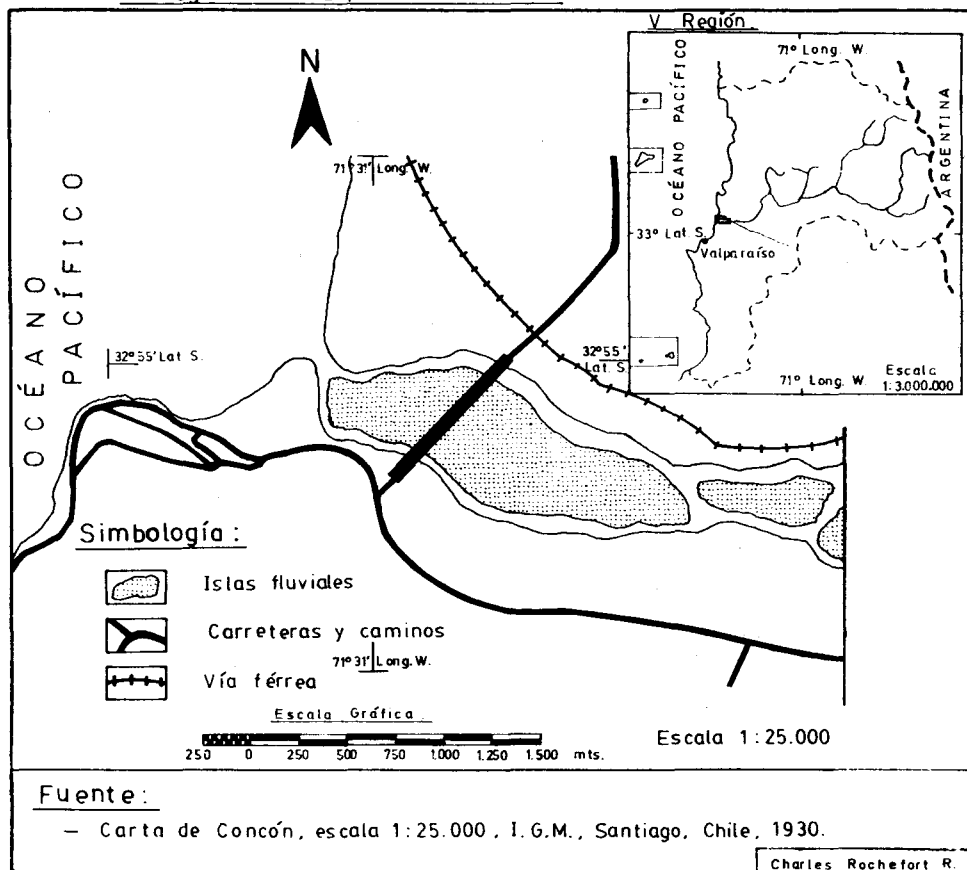 V Región
71° Long. W.
OCÉANO PACÍFICO
ARGENTINA
33° Lat S.
Valparaíso
71° Long. W.
Escala
1:3.000.000
N
71° 31' Long. W.
OCÉANO
PACÍFICO
32° 55' Lat S.
32° 55'
Lat S.
Simbología:
Islas fluviales
Carreteras y caminos
71° 31' Long. W.
Vía férrea
Escala Gráfica
250 0 250 500 750 1.000 1.250 1.500 mts.
Escala 1:25.000
Fuente:
— Carta de Concón, escala 1:25.000, I.G.M., Santiago, Chile, 1930.
Charles Rochefort R.